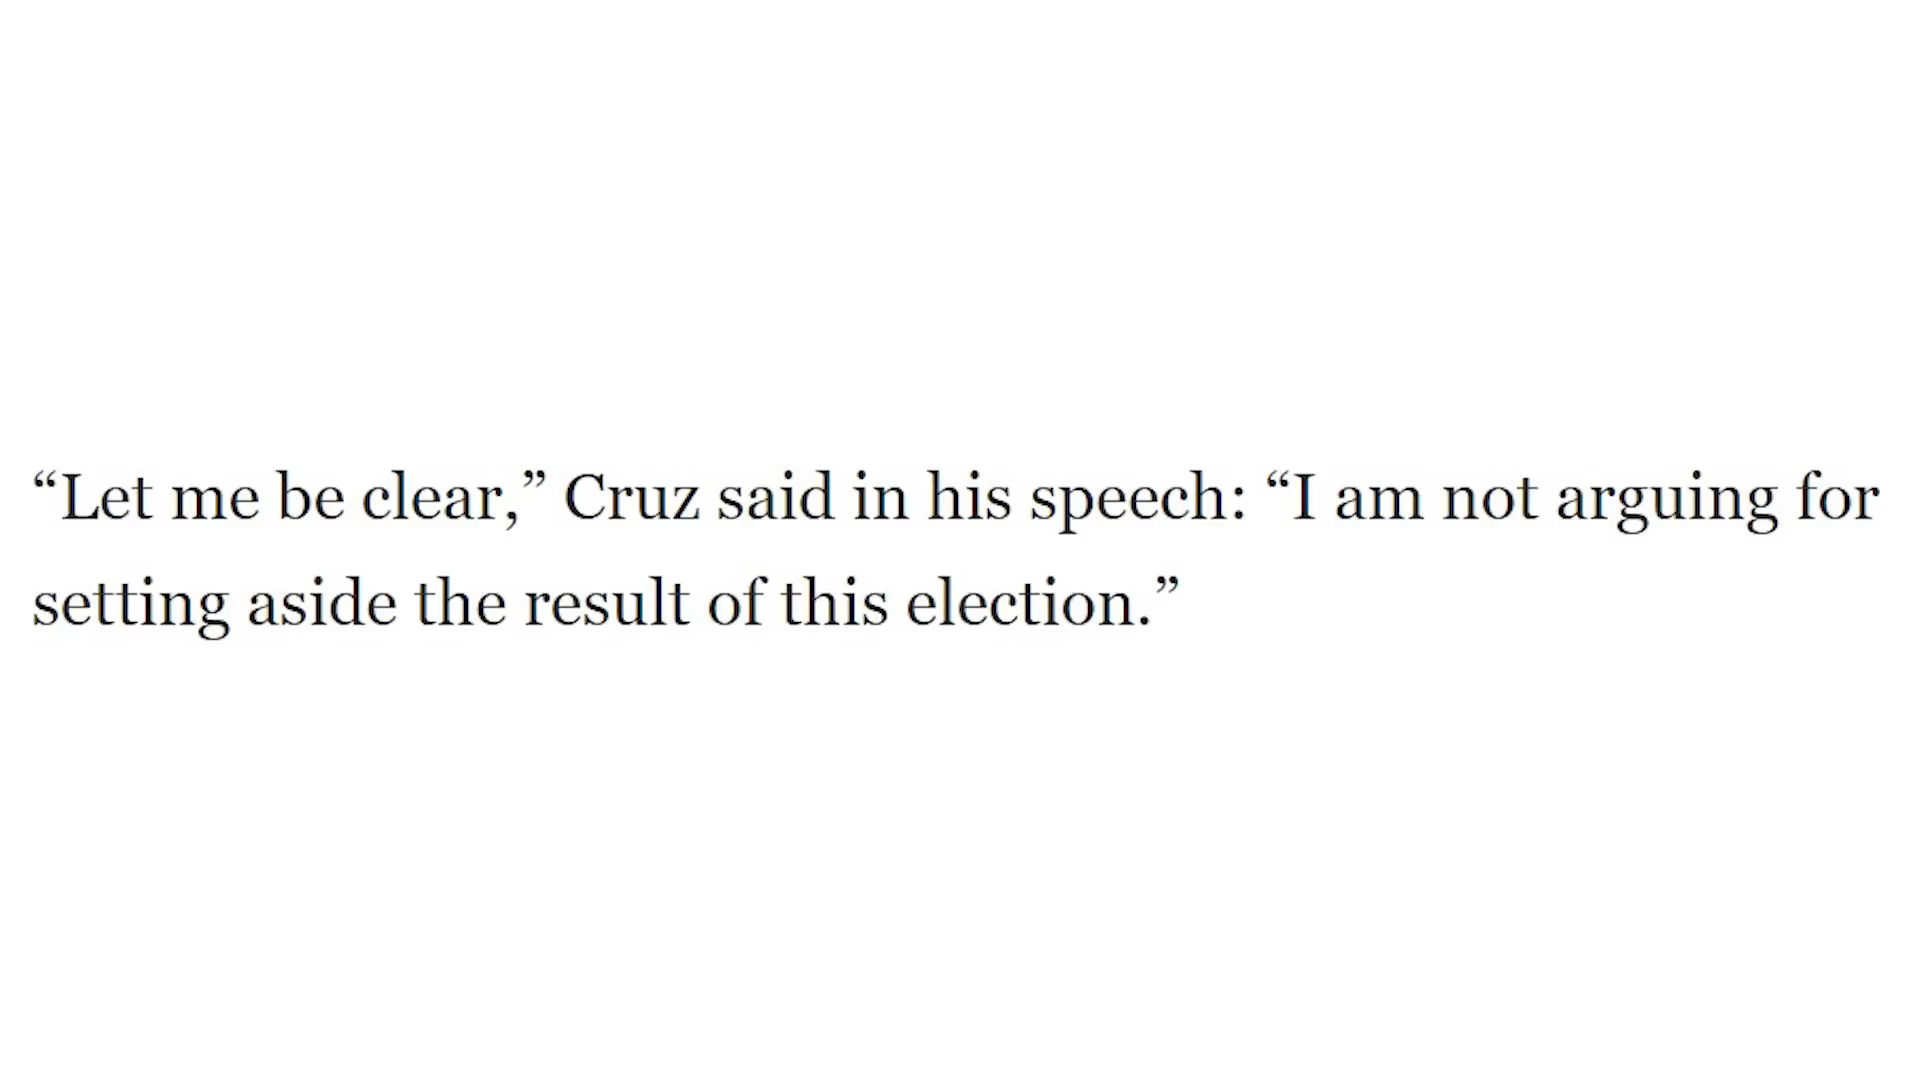 “Let me be clear,” Cruz said in his speech: “I am not arguing for
setting aside the result of this election.”